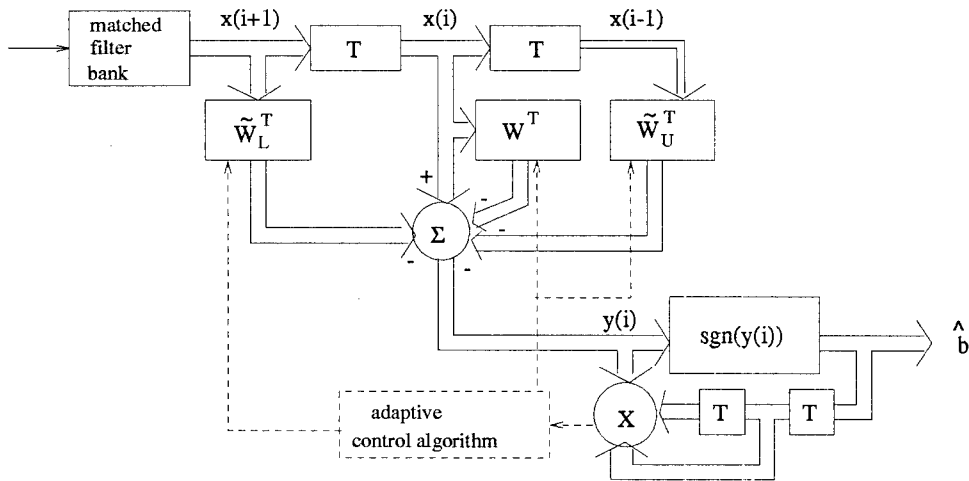 matched
filter
bank
x(i+1)
T
x(i)
T
x(i-1)
W̃_L^T
W^T
W̃_U^T
+
-
-
Σ
-
-
y(i)
sgn(y(i))
b̂
adaptive
control algorithm
X
T
T